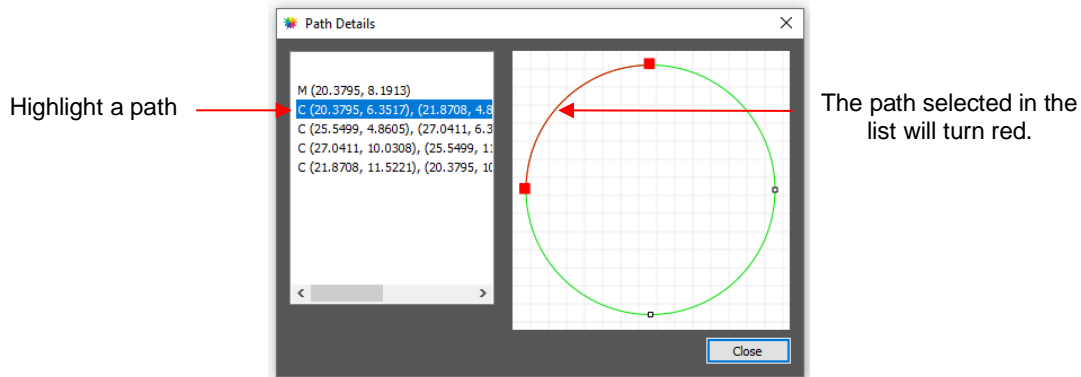 Path Details
M (20.3795, 8.1913)
C (20.3795, 6.3517), (21.8708, 4.8
C (25.5499, 4.8605), (27.0411, 6.3
C (27.0411, 10.0308), (25.5499, 11
C (21.8708, 11.5221), (20.3795, 10
Highlight a path
The path selected in the
list will turn red.
Close